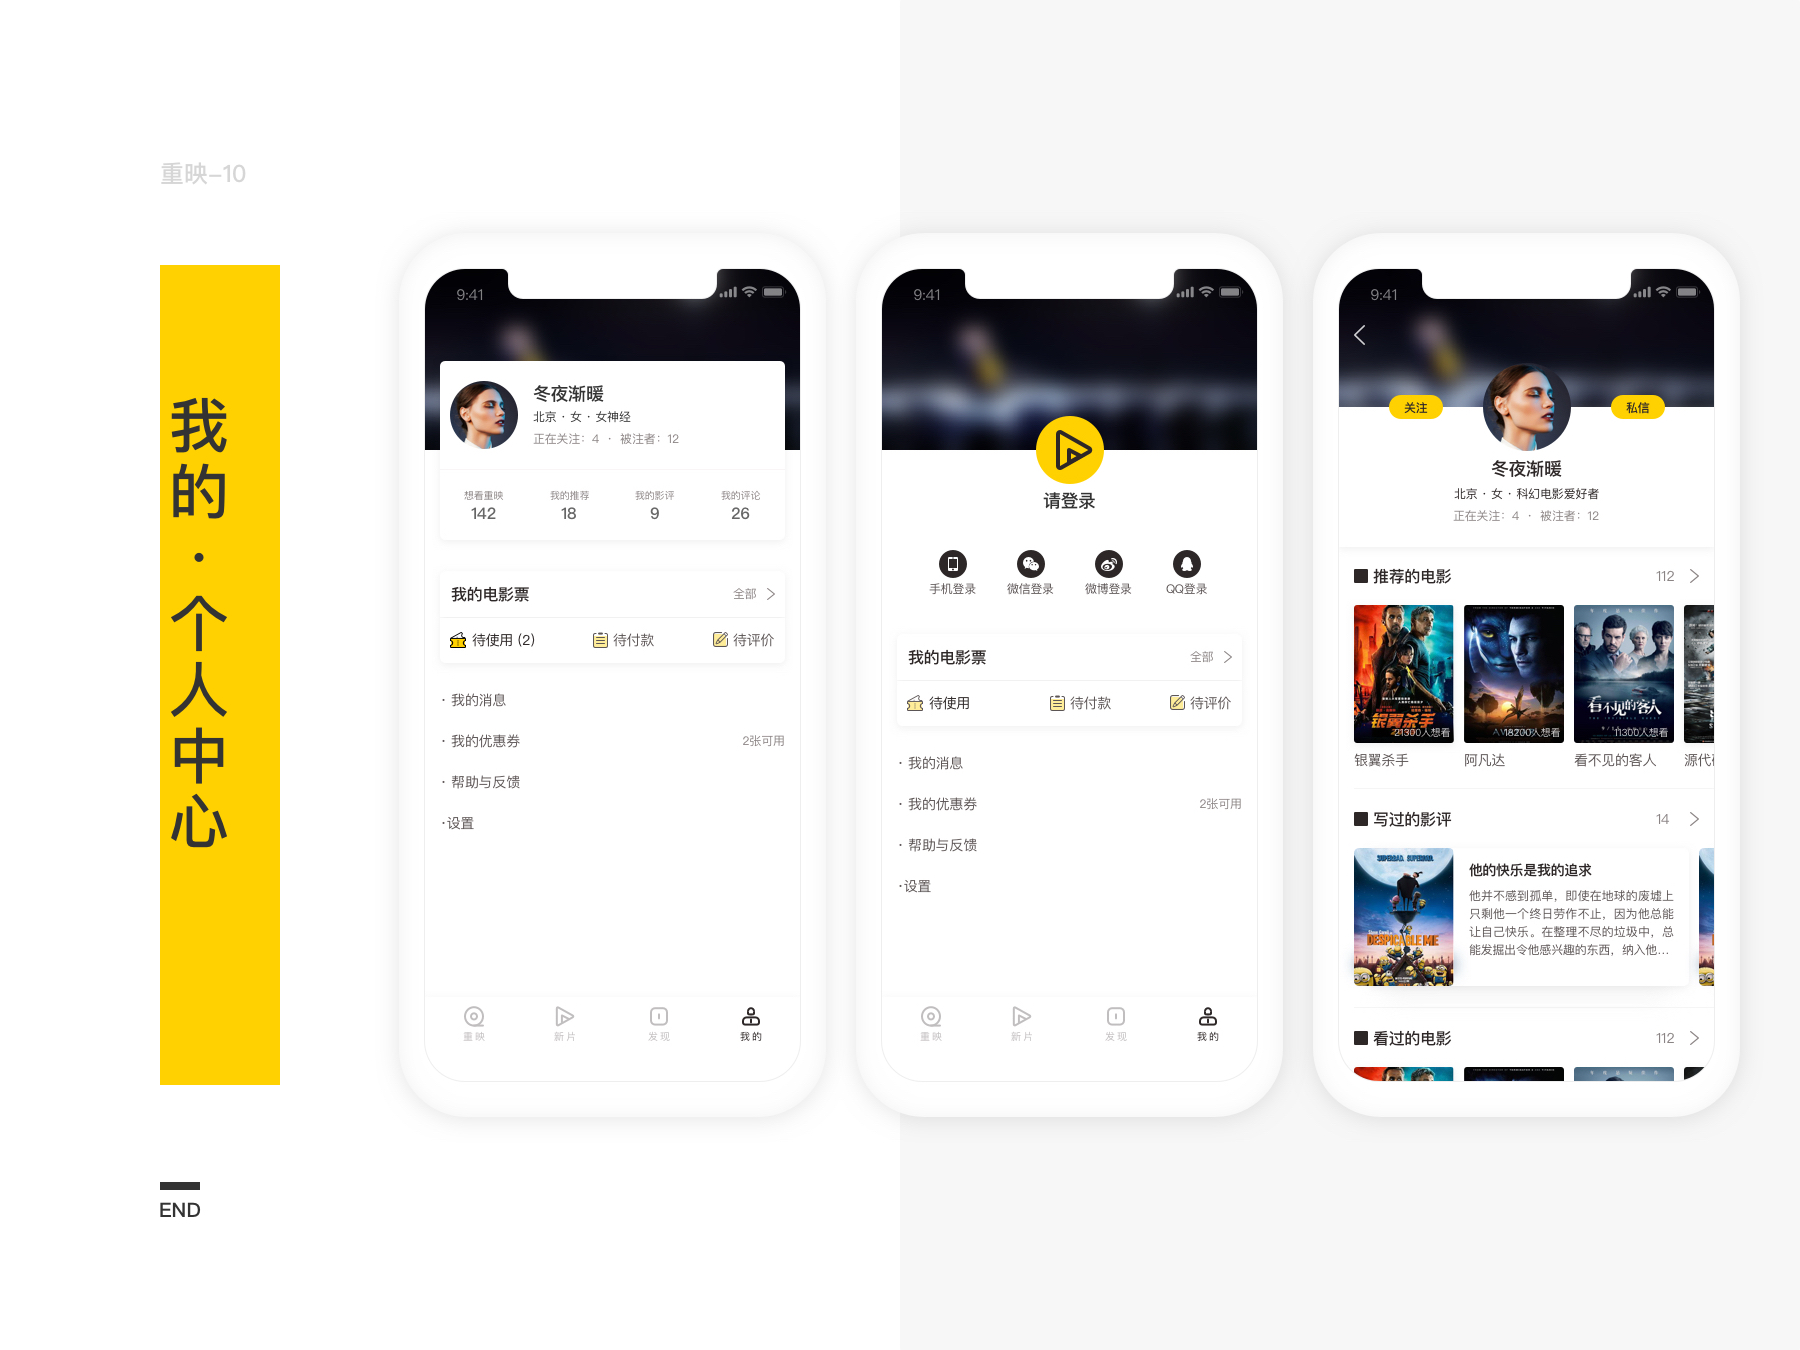 重映-10
我的·个人中心
END
9:41
冬夜渐暖
北京 · 女 · 女神经
正在关注：4 · 被注者：12
想看重映 我的推荐 我的影评 我的评论
142 18 9 26
我的电影票 全部
待使用 (2) 待付款 待评价
· 我的消息
· 我的优惠券 2张可用
· 帮助与反馈
·设置
重映 新片 发现 我的
9:41
请登录
手机登录 微信登录 微博登录 QQ登录
我的电影票 全部
待使用 待付款 待评价
· 我的消息
· 我的优惠券 2张可用
· 帮助与反馈
·设置
重映 新片 发现 我的
9:41
关注 私信
冬夜渐暖
北京 · 女 · 科幻电影爱好者
正在关注：4 · 被注者：12
推荐的电影 112
银翼杀手
看不见的客人
21300人想看 18200人想看 11300人想看
银翼杀手 阿凡达 看不见的客人 源代
写过的影评 14
SUPERBAD. SUPERDAD.
DESPICABLE ME
他的快乐是我的追求
他并不感到孤单，即使在地球的废墟上
只剩他一个终日劳作不止，因为他总能
让自己快乐。在整理不尽的垃圾中，总
能发掘出令他感兴趣的东西，纳入他...
看过的电影 112